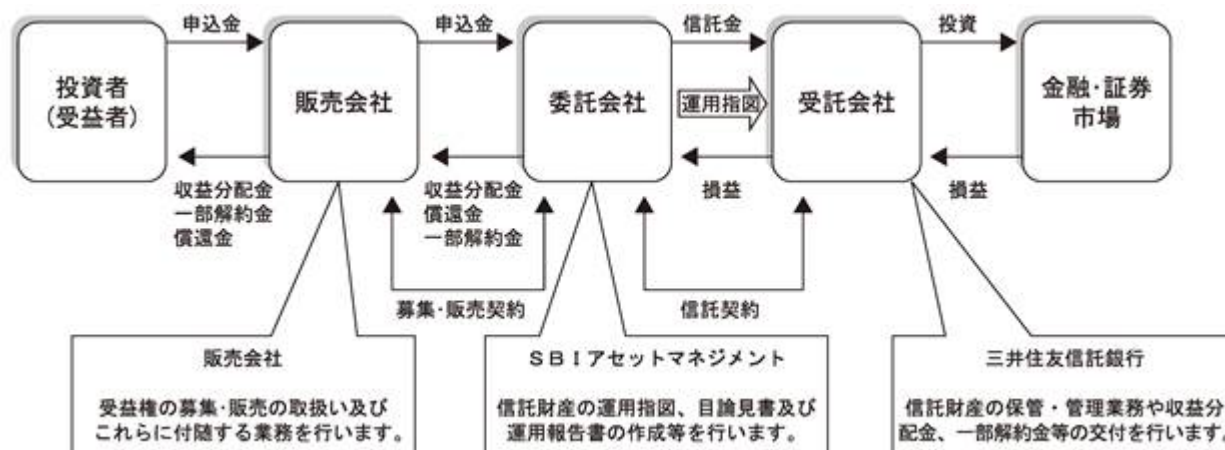 申込金
申込金
信託金
投資
投資者
(受益者)
販売会社
委託会社
運用指図
受託会社
金融・証券
市場
収益分配金
一部解約金
償還金
収益分配金
償還金
一部解約金
損益
損益
募集・販売契約
信託契約
販売会社
受益権の募集・販売の取扱い及び
これらに付随する業務を行います。
SBIアセットマネジメント
信託財産の運用指図、目論見書及び
運用報告書の作成等を行います。
三井住友信託銀行
信託財産の保管・管理業務や収益分
配金、一部解約金等の交付を行います。